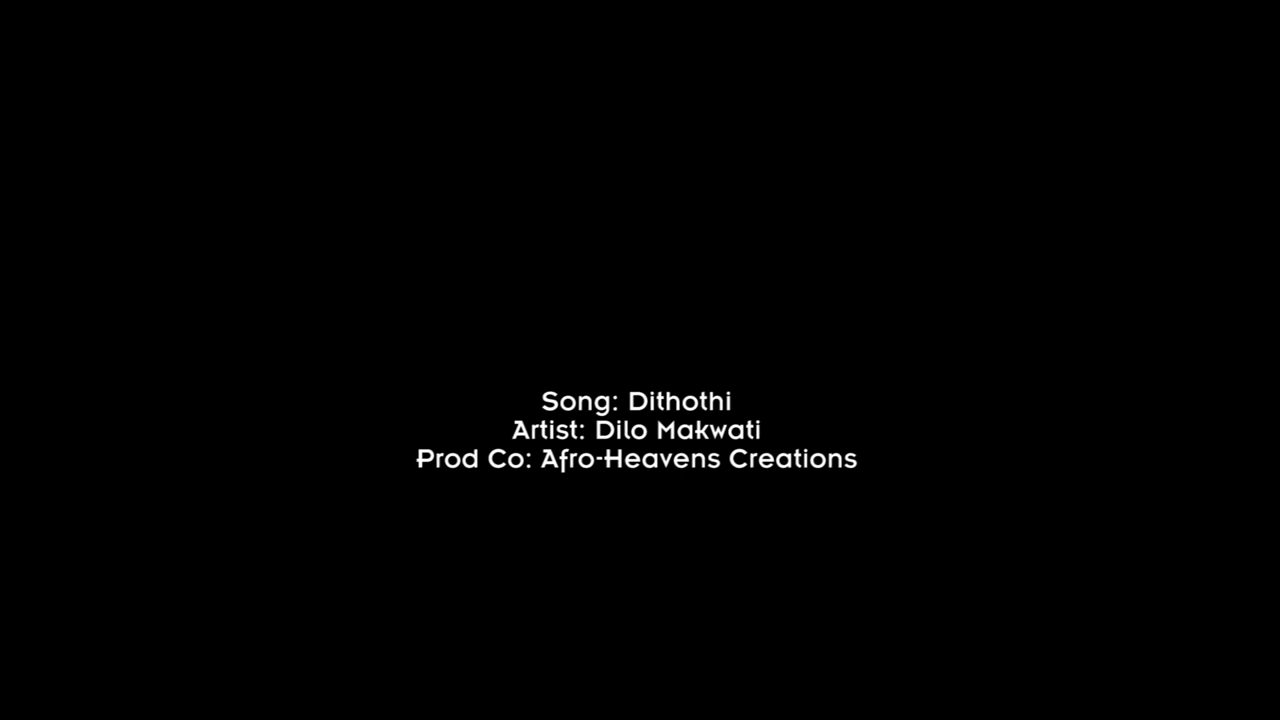 Song: Dithothi
Artist: Dilo Makwati
Prod Co: Afro-Heavens Creations